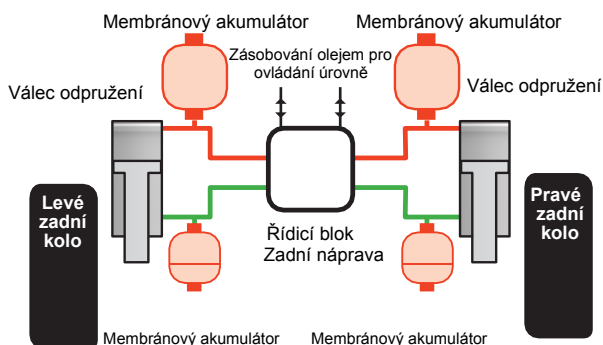 Membránový akumulátor
Membránový akumulátor
Zásobování olejem pro
ovládání úrovně
Válec odpružení
Válec odpružení
Levé
zadní
kolo
Pravé
zadní
kolo
Řídicí blok
Zadní náprava
Membránový akumulátor
Membránový akumulátor